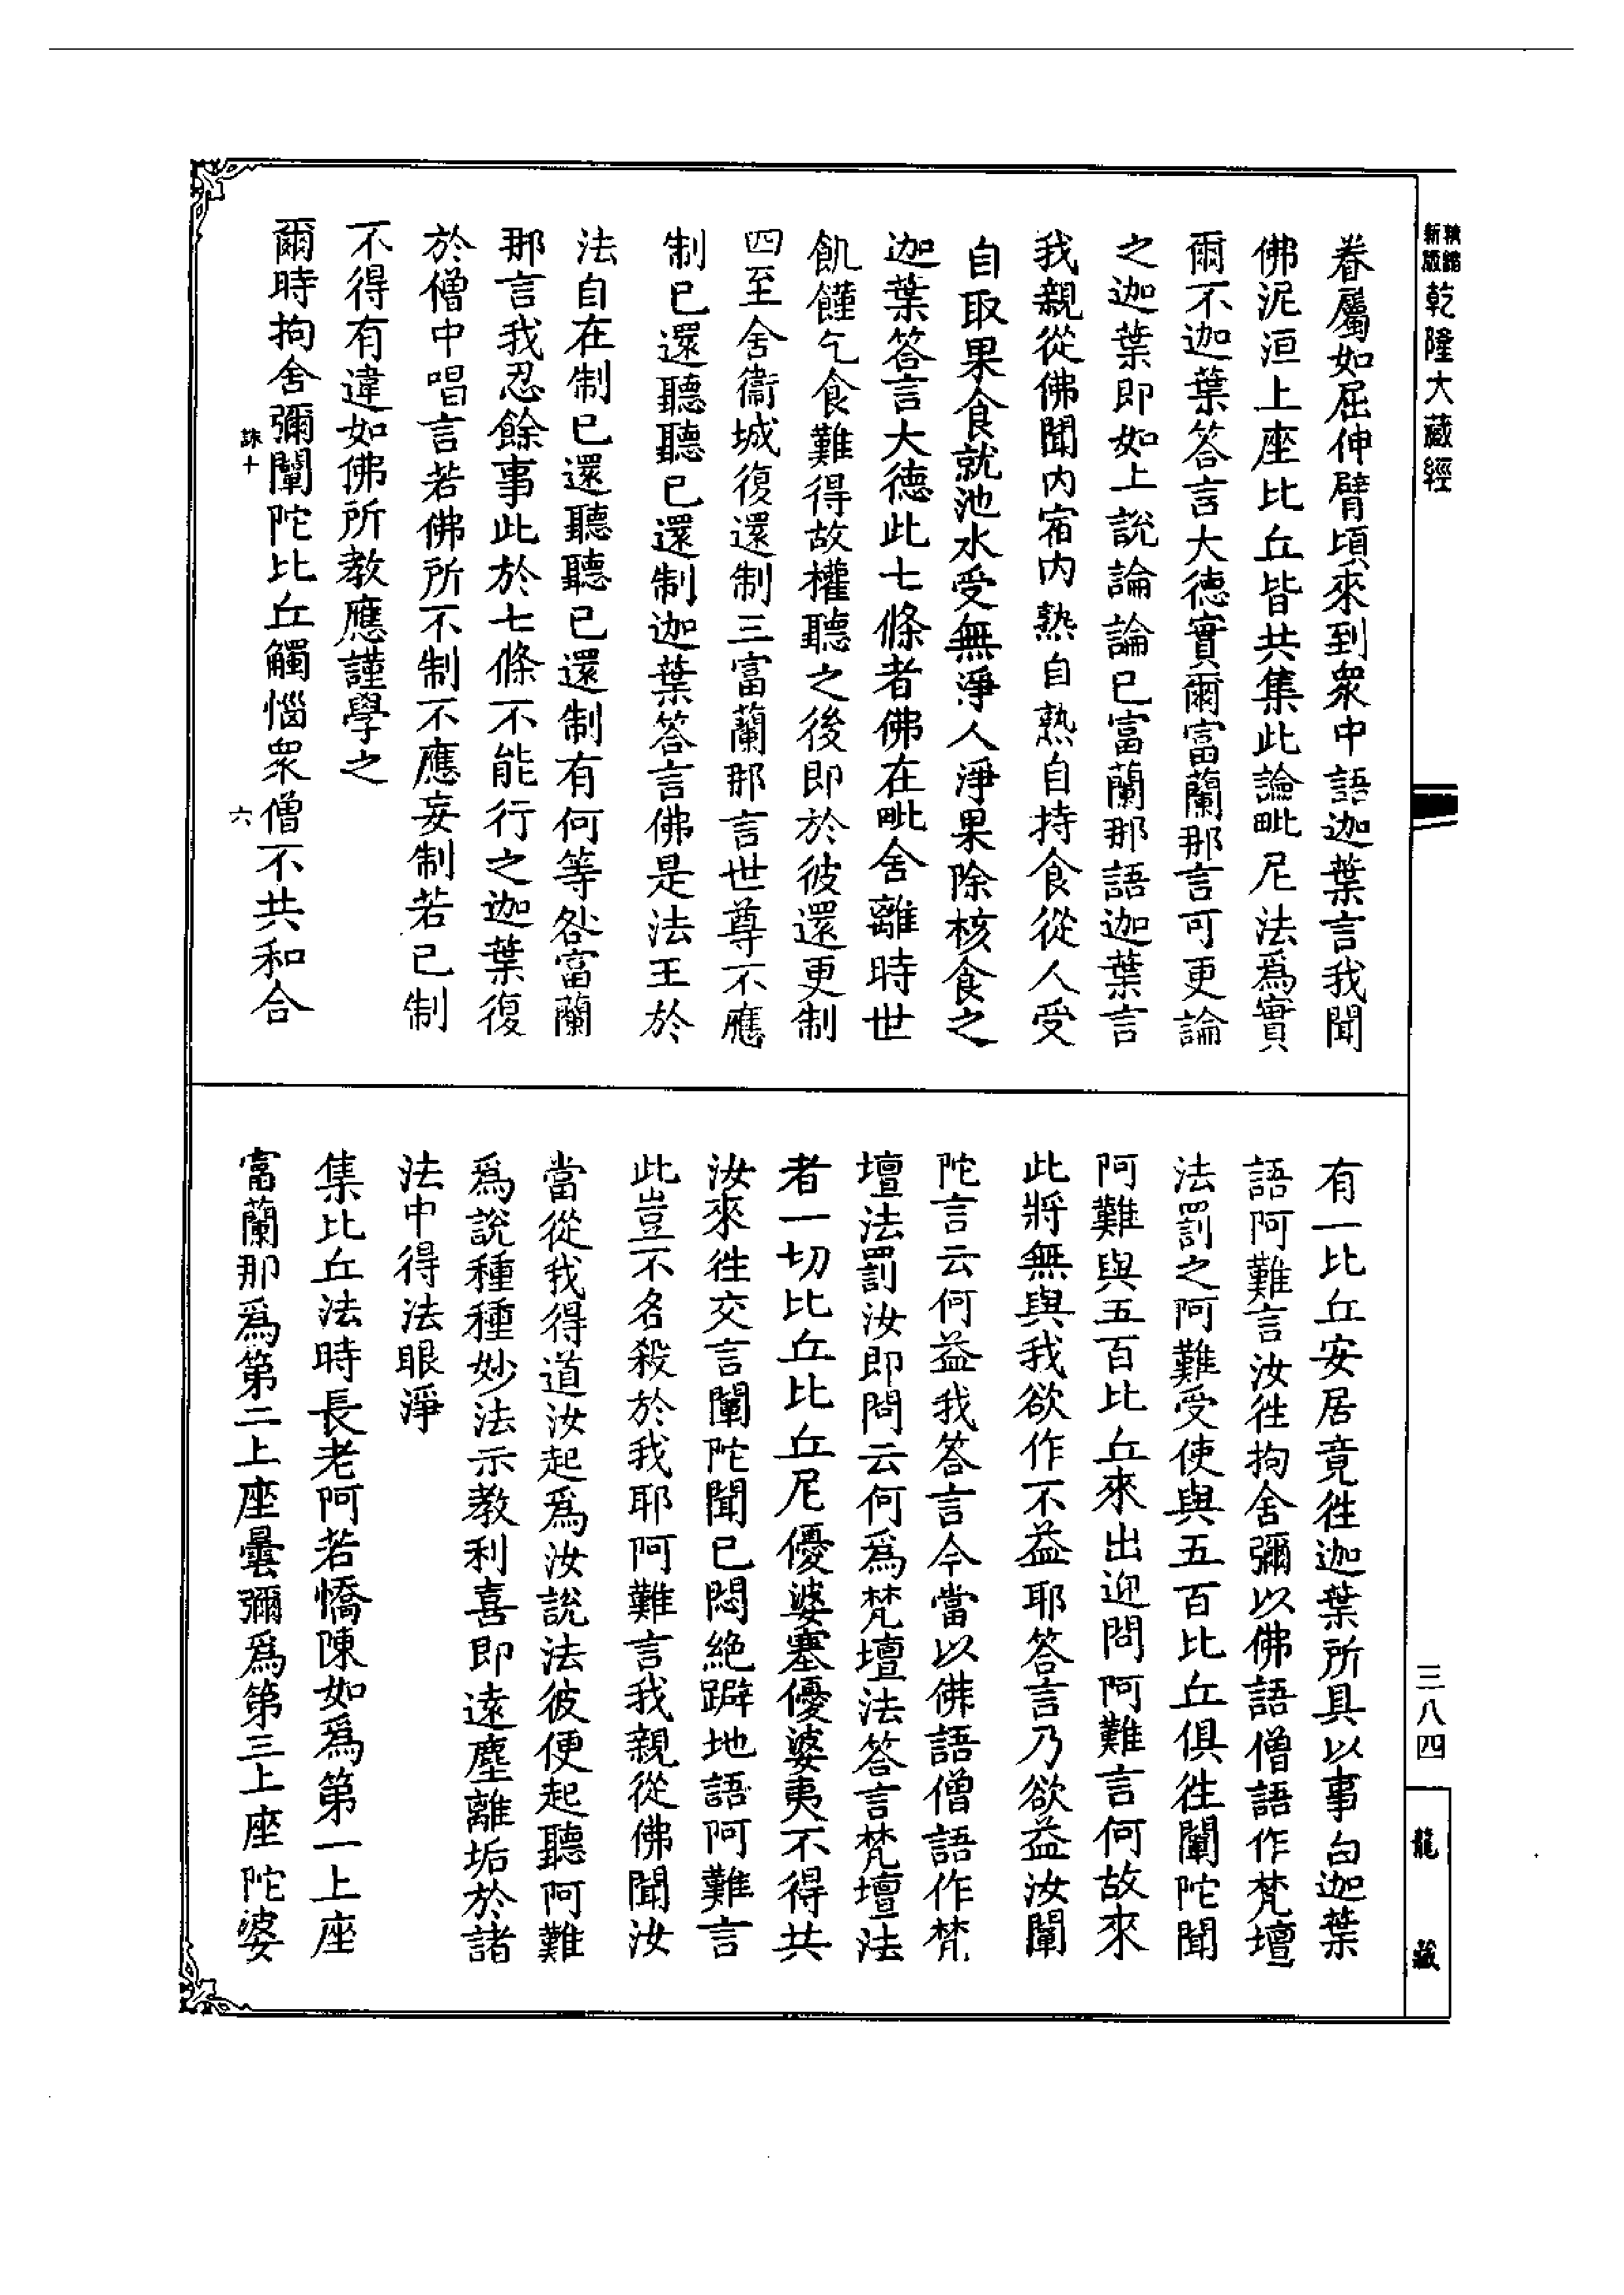 精縮
新版
乾隆大藏經
眷屬如屈伸臂頃來到眾中語迦葉言我聞
佛泥洹上座比丘皆共集此論毗尼法為實
爾不迦葉答言大德實爾富蘭那言可更論
之迦葉即如上說論論已富蘭那語迦葉言
我親從佛聞內宿內熟自熟自持食從人受
自取果食就池水受無淨人淨果除核食之
迦葉答言大德此七條者佛在毗舍離時世
飢饉乞食難得故權聽之後即於彼還更制
四至舍衞城復還制三富蘭那言世尊不應
制已還聽聽已還制迦葉答言佛是法王於
法自在制已還聽聽已還制有何等咎富蘭
那言我忍餘事此於七條不能行之迦葉復
於僧中唱言若佛所不制不應妄制若已制
不得有違如佛所教應謹學之
爾時拘舍彌闡陀比丘觸惱眾僧不共和合
六
有一比丘安居竟往迦葉所具以事白迦葉
語阿難言汝往拘舍彌以佛語僧語作梵壇
法罰之阿難受使與五百比丘俱往闡陀聞
阿難與五百比丘來出迎問阿難言何故來
此將無與我欲作不益耶答言乃欲益汝闡
陀言云何益我答言今當以佛語僧語作梵
壇法罰汝即問云何為梵壇法答言梵壇法
者一切比丘比丘尼優婆塞優婆夷不得共
汝來往交言闡陀聞已悶絕躃地語阿難言
此豈不名殺於我耶阿難言我親從佛聞汝
當從我得道汝起為汝說法彼便起聽阿難
為說種種妙法示教利喜即遠塵離垢於諸
法中得法眼淨
集比丘法時長老阿若憍陳如為第一上座
富蘭那為第二上座曇彌為第三上座陀婆
三八四
龍藏